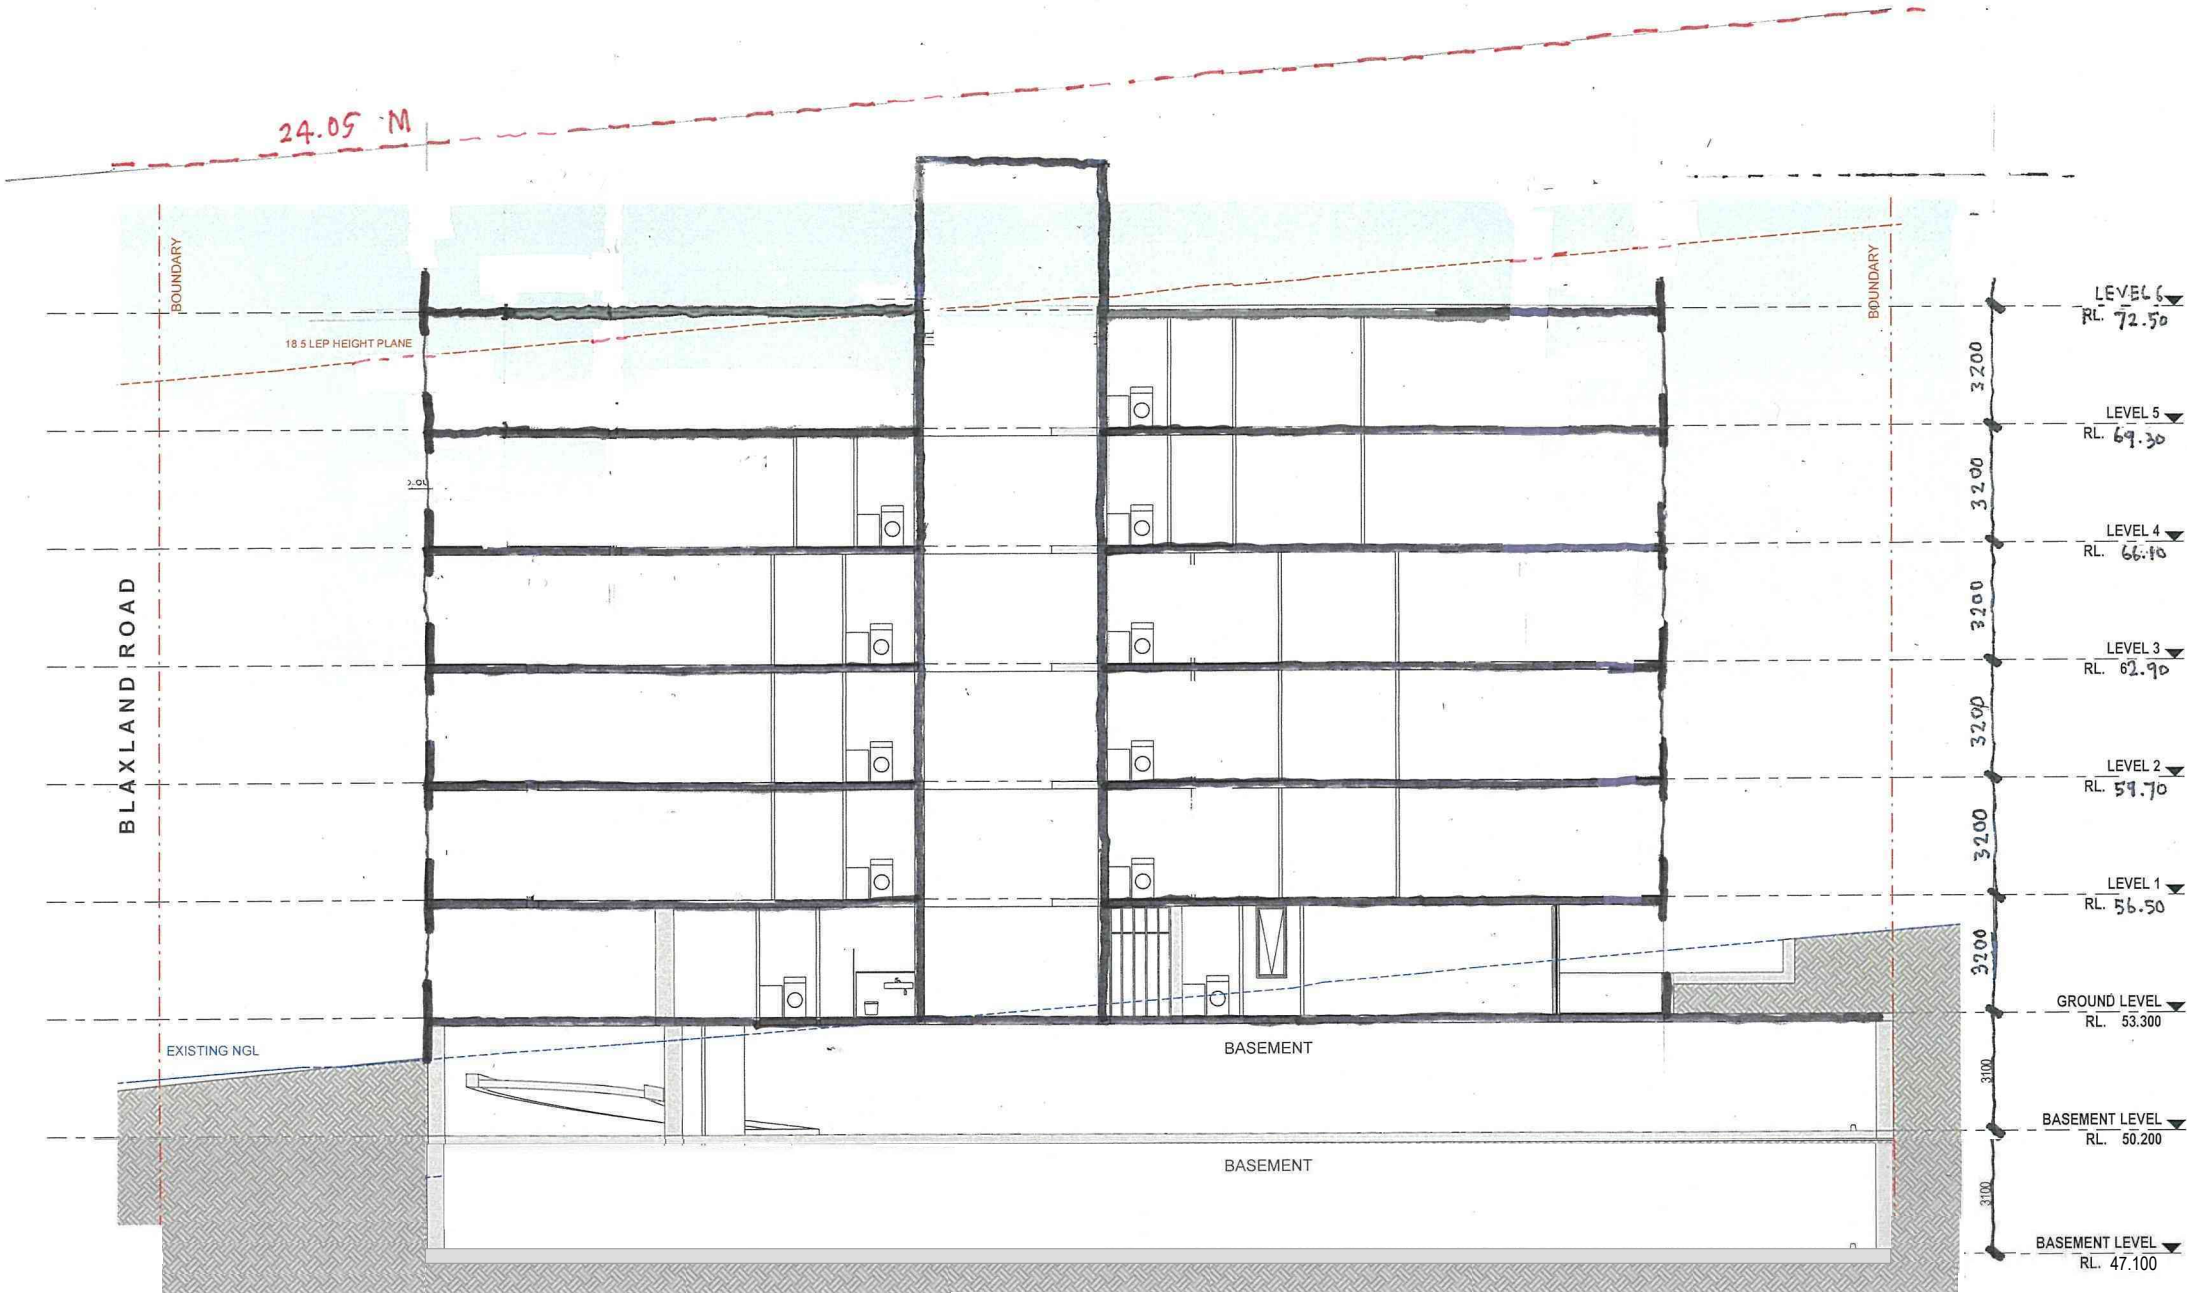 24.05 M
BOUNDARY
BOUNDARY
18 5 LEP HEIGHT PLANE
BLAXLAND ROAD
EXISTING NGL
BASEMENT
BASEMENT
LEVEL 6
RL. 72.50
3200
LEVEL 5
RL. 69.30
3200
LEVEL 4
RL. 66.10
3200
LEVEL 3
RL. 62.90
3200
LEVEL 2
RL. 59.70
3200
LEVEL 1
RL. 56.50
3200
GROUND LEVEL
RL. 53.300
3100
BASEMENT LEVEL
RL. 50.200
3100
BASEMENT LEVEL
RL. 47.100